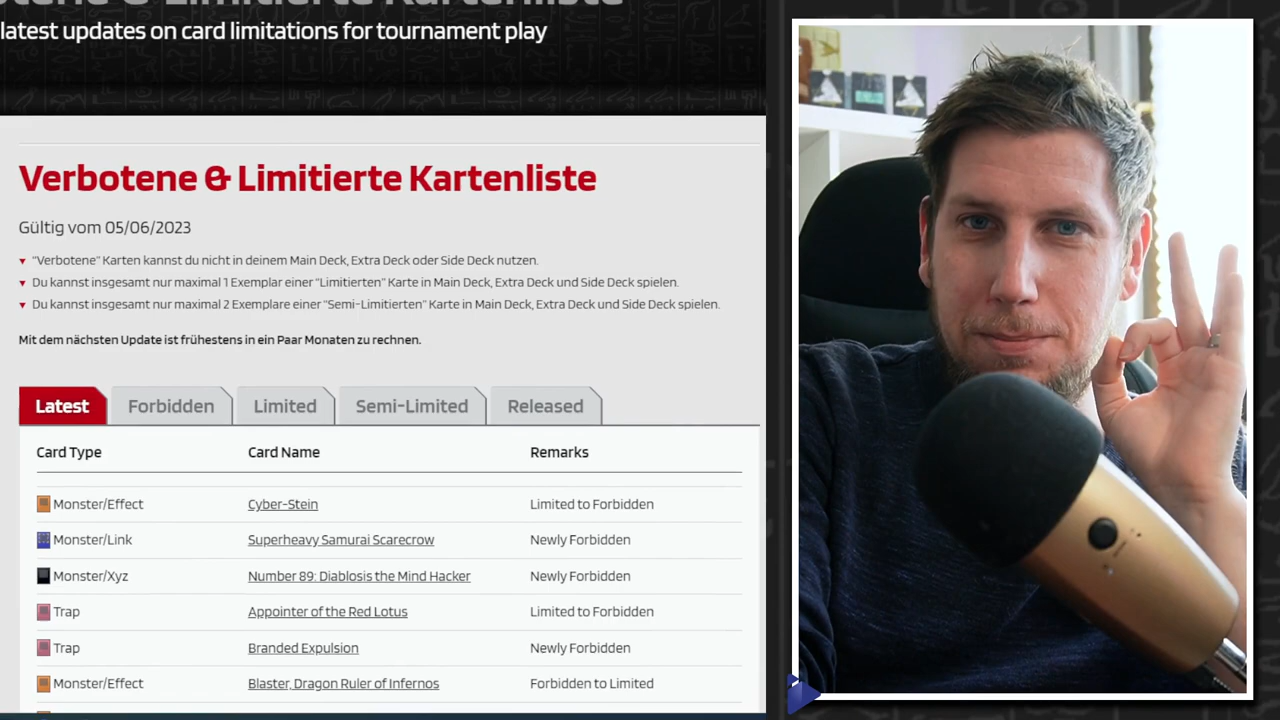 Verbotene & Limitierte Kartenliste
latest updates on card limitations for tournament play
Verbotene & Limitierte Kartenliste
Gültig vom 05/06/2023
"Verbotene" Karten kannst du nicht in deinem Main Deck, Extra Deck oder Side Deck nutzen.
Du kannst insgesamt nur maximal 1 Exemplar einer "Limitierten" Karte in Main Deck, Extra Deck und Side Deck spielen.
Du kannst insgesamt nur maximal 2 Exemplare einer "Semi-Limitierten" Karte in Main Deck, Extra Deck und Side Deck spielen.
Mit dem nächsten Update ist frühestens in ein Paar Monaten zu rechnen.
Latest Forbidden Limited Semi-Limited Released
Card Type Card Name Remarks
Monster/Effect Cyber-Stein Limited to Forbidden
Monster/Link Superheavy Samurai Scarecrow Newly Forbidden
Monster/Xyz Number 89: Diablosis the Mind Hacker Newly Forbidden
Trap Appointer of the Red Lotus Limited to Forbidden
Trap Branded Expulsion Newly Forbidden
Monster/Effect Blaster, Dragon Ruler of Infernos Forbidden to Limited